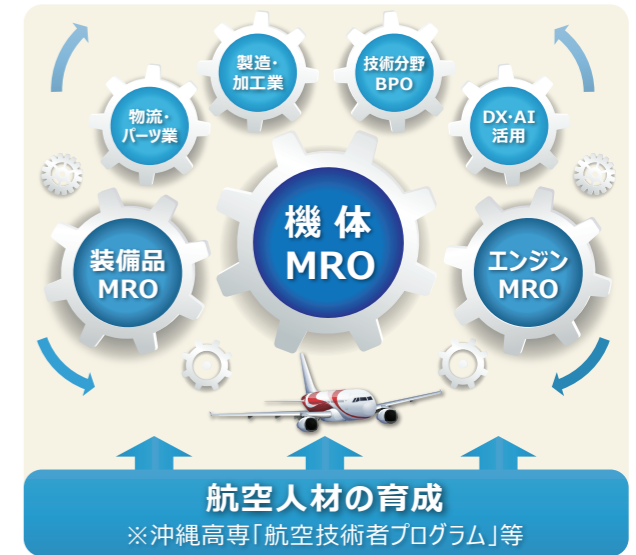 製造・
加工業
技術分野
BPO
物流・
パーツ業
DX・AI
活用
機体
MRO
装備品
MRO
エンジン
MRO
航空人材の育成
※沖縄高専「航空技術者プログラム」等